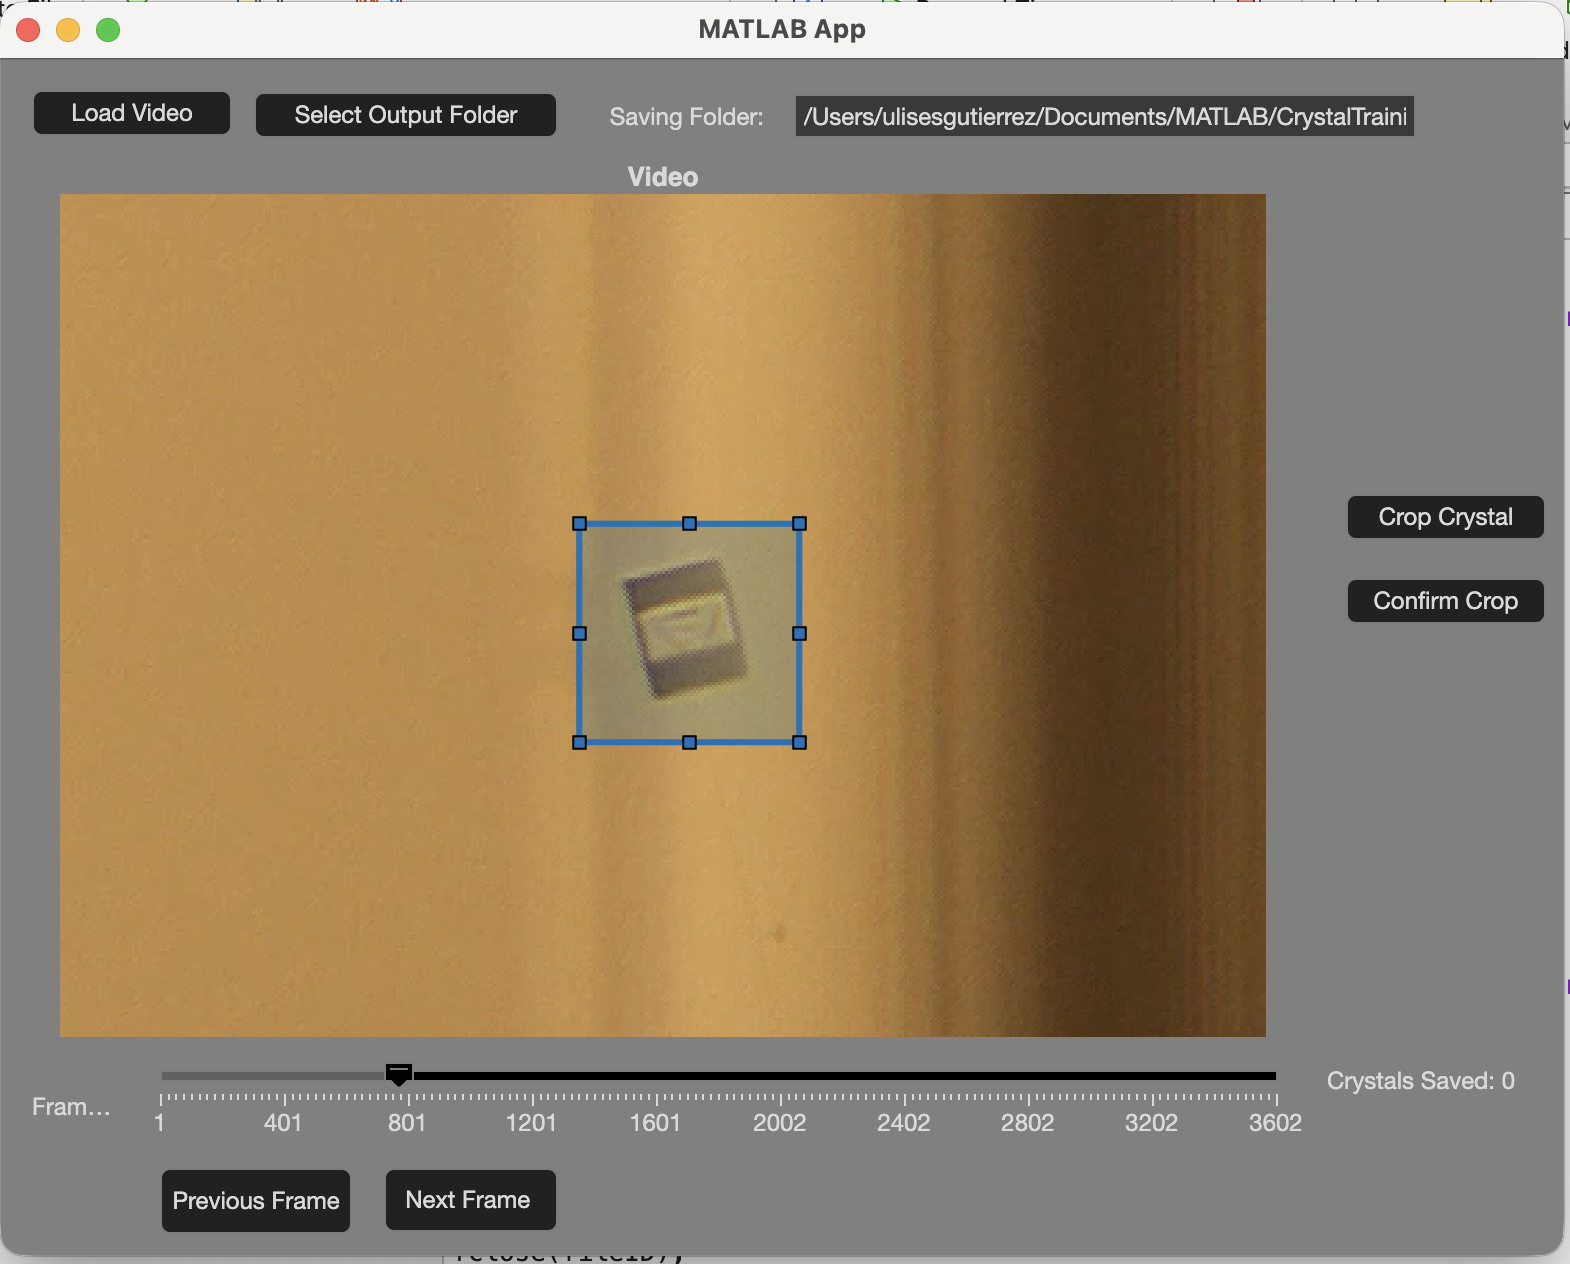 MATLAB App
Load Video
Select Output Folder
Saving Folder:
/Users/ulisesgutierrez/Documents/MATLAB/CrystalTraini
Video
Crop Crystal
Confirm Crop
Crystals Saved: 0
Fram...
1 401 801 1201 1601 2002 2402 2802 3202 3602
Previous Frame
Next Frame